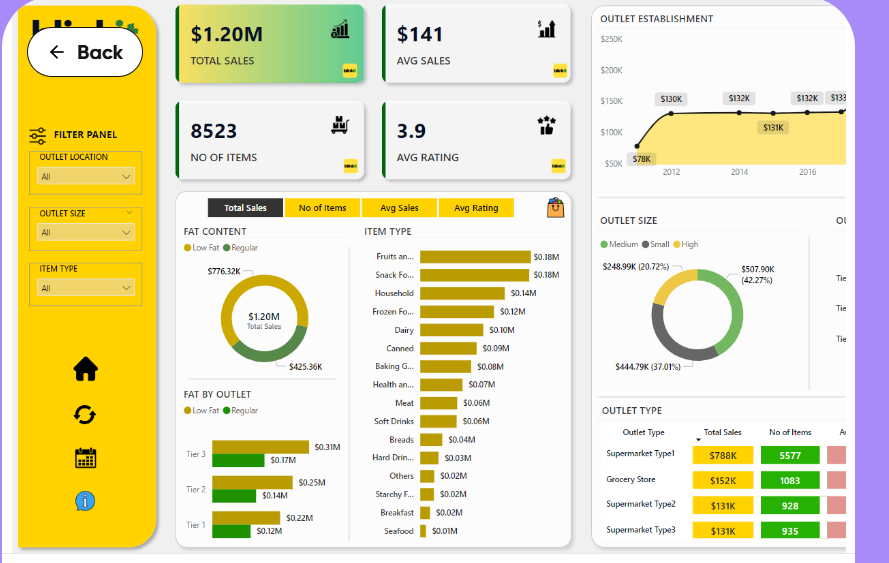 Back
FILTER PANEL
OUTLET LOCATION
All
OUTLET SIZE
All
ITEM TYPE
All
$1.20M
TOTAL SALES
blinkit
$141
AVG SALES
blinkit
8523
NO OF ITEMS
blinkit
3.9
AVG RATING
blinkit
Total Sales No of Items Avg Sales Avg Rating
FAT CONTENT
Low Fat Regular
$776.32K
$1.20M
Total Sales
$425.36K
FAT BY OUTLET
Low Fat Regular
Tier 3 $0.31M
$0.17M
Tier 2 $0.25M
$0.14M
Tier 1 $0.22M
$0.12M
ITEM TYPE
Fruits an... $0.18M
Snack Fo... $0.18M
Household $0.14M
Frozen Fo... $0.12M
Dairy $0.10M
Canned $0.09M
Baking G... $0.08M
Health an... $0.07M
Meat $0.06M
Soft Drinks $0.06M
Breads $0.04M
Hard Drin... $0.03M
Others $0.02M
Starchy F... $0.02M
Breakfast $0.02M
Seafood $0.01M
OUTLET ESTABLISHMENT
$250K
$200K
$150K
$100K
$50K
$78K
$130K
$132K
$131K
$132K
$133
2012 2014 2016
OUTLET SIZE
Medium Small High
$248.99K (20.72%)
$507.90K
(42.27%)
$444.79K (37.01%)
OU
Tie
Tie
Tie
OUTLET TYPE
Outlet Type Total Sales No of Items A
Supermarket Type1 $788K 5577
Grocery Store $152K 1083
Supermarket Type2 $131K 928
Supermarket Type3 $131K 935